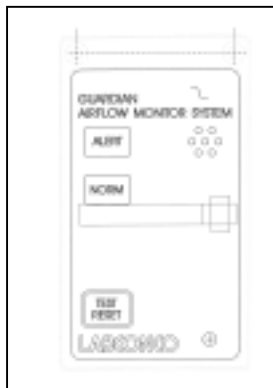 GUARDIAN
AIRFLOW MONITOR SYSTEM
ALERT
NORM
TEST
RESET
LABCONCO